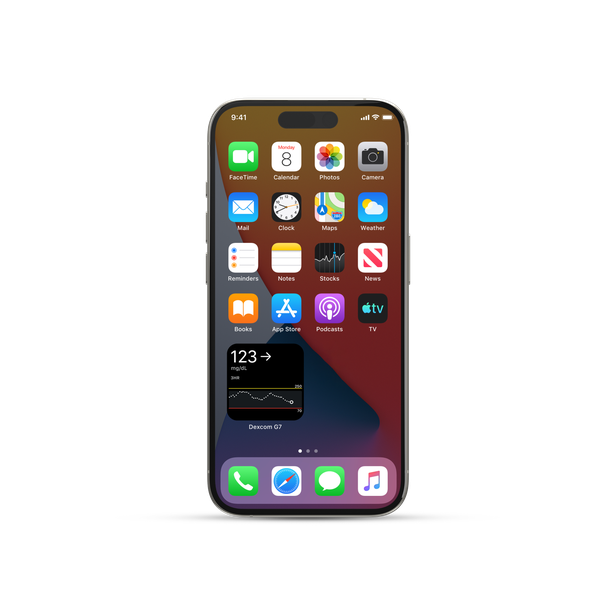 9:41
FaceTime
Monday
8
Calendar
Photos
Camera
Mail
Clock
Maps
Weather
Reminders
Notes
Stocks
News
Books
App Store
Podcasts
tv
TV
123→
mg/dL
3HR
250
70
Dexcom G7